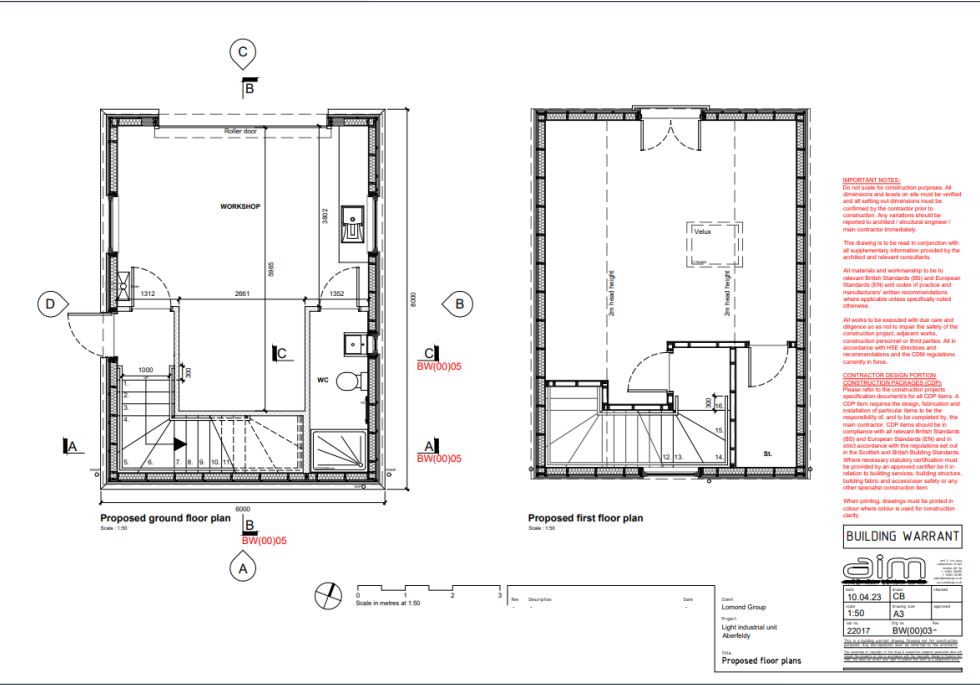 C
B
Roller door
WORKSHOP
3802
5965
8000
1312
2661
1352
D
B
C
C
BW(00)05
1000
300
WC
1.
2.
3.
4.
5. 6. 7. 8. 9. 10. 11.
A
A
BW(00)05
6000
Proposed ground floor plan
Scale : 1:50
B
BW(00)05
A
Velux
2m head height
2m head height
300
16.
15.
12. 13. 14.
St.
Proposed first floor plan
Scale : 1:50
IMPORTANT NOTES:
Do not scale for construction purposes. All
dimensions and levels on site must be verified
and all setting out dimensions must be
confirmed by the contractor prior to
construction. Any variations should be
reported to architect / structural engineer /
main contractor immediately.
This drawing is to be read in conjunction with
all supplementary information provided by the
architect and relevant consultants.
All materials and workmanship to be to
relevant British Standards (BS) and European
Standards (EN) and codes of practice and
manufacturers' written recommendations
where applicable unless specifically noted
otherwise.
All works to be executed with due care and
diligence so as not to impair the safety of the
construction project, adjacent works,
construction personnel or third parties. All in
accordance with HSE directives and
recommendations and the CDM regulations
currently in force.
CONTRACTOR DESIGN PORTION
CONSTRUCTION PACKAGES (CDP)
Please refer to the construction projects
specification document/s for all CDP items. A
CDP item requires the design, fabrication and
installation of particular items to be the
responsibility of, and to be completed by, the
main contractor. CDP items should be in
compliance with all relevant British Standards
(BS) and European Standards (EN) and in
strict accordance with the regulations set out
in the Scottish and British Building Standards.
Where necessary statutory certification must
be provided by an approved certifier be it in
relation to building services, building structures,
building fabric and access/user safety or any
other specialist construction item.
When printing, drawings must be printed in
colour where colour is used for construction
clarity.
BUILDING WARRANT
aim
date
10.04.23
drawn
CB
checked
scale
1:50
drawing size
A3
approved
job no
22017
Drg no.
BW(00)03
Rev
-
0 1 2 3
Scale in metres at 1:50
Rev Description Date
- - -
Client:
Lomond Group
Project:
Light industrial unit
Aberfeldy
Title:
Proposed floor plans